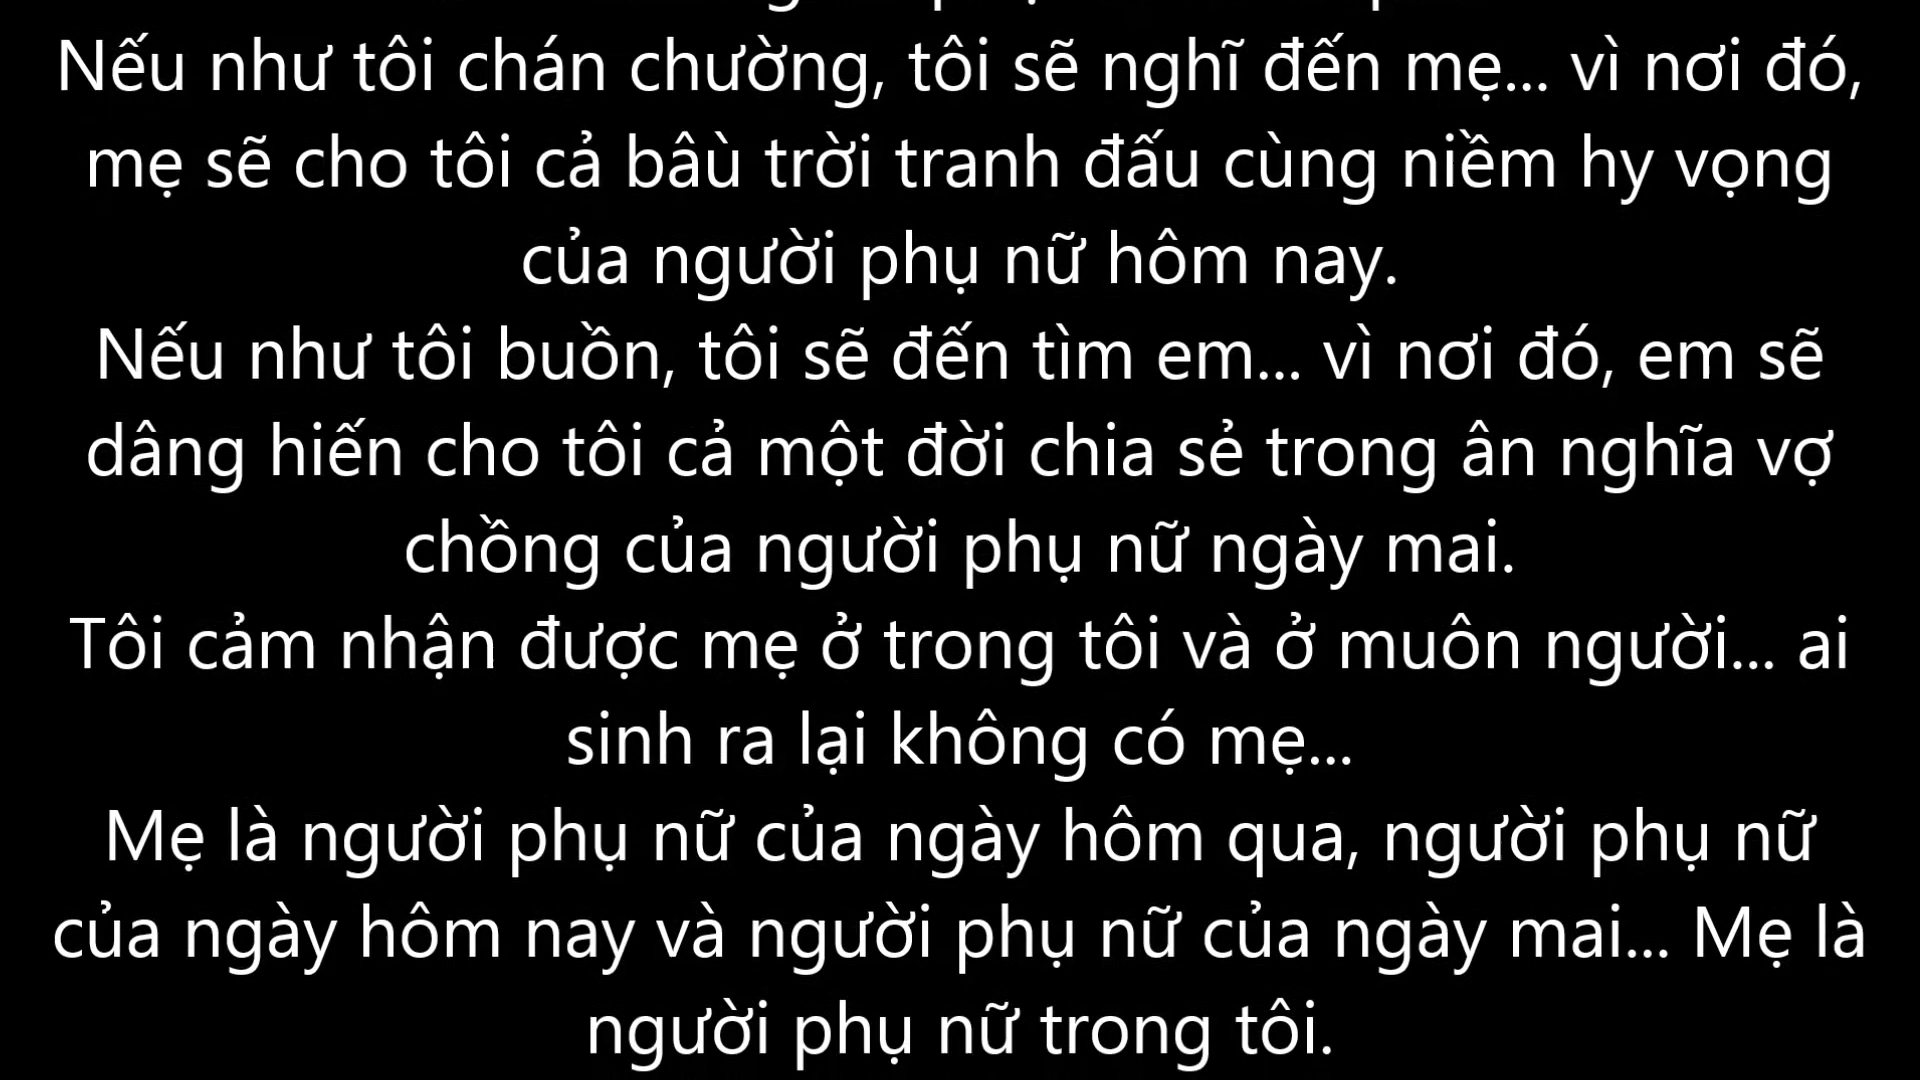 Nếu như tôi chán chường, tôi sẽ nghĩ đến mẹ... vì nơi đó,
mẹ sẽ cho tôi cả bâù trời tranh đấu cùng niềm hy vọng
của người phụ nữ hôm nay.
Nếu như tôi buồn, tôi sẽ đến tìm em... vì nơi đó, em sẽ
dâng hiến cho tôi cả một đời chia sẻ trong ân nghĩa vợ
chồng của người phụ nữ ngày mai.
Tôi cảm nhận được mẹ ở trong tôi và ở muôn người... ai
sinh ra lại không có mẹ...
Mẹ là người phụ nữ của ngày hôm qua, người phụ nữ
của ngày hôm nay và người phụ nữ của ngày mai... Mẹ là
người phụ nữ trong tôi.